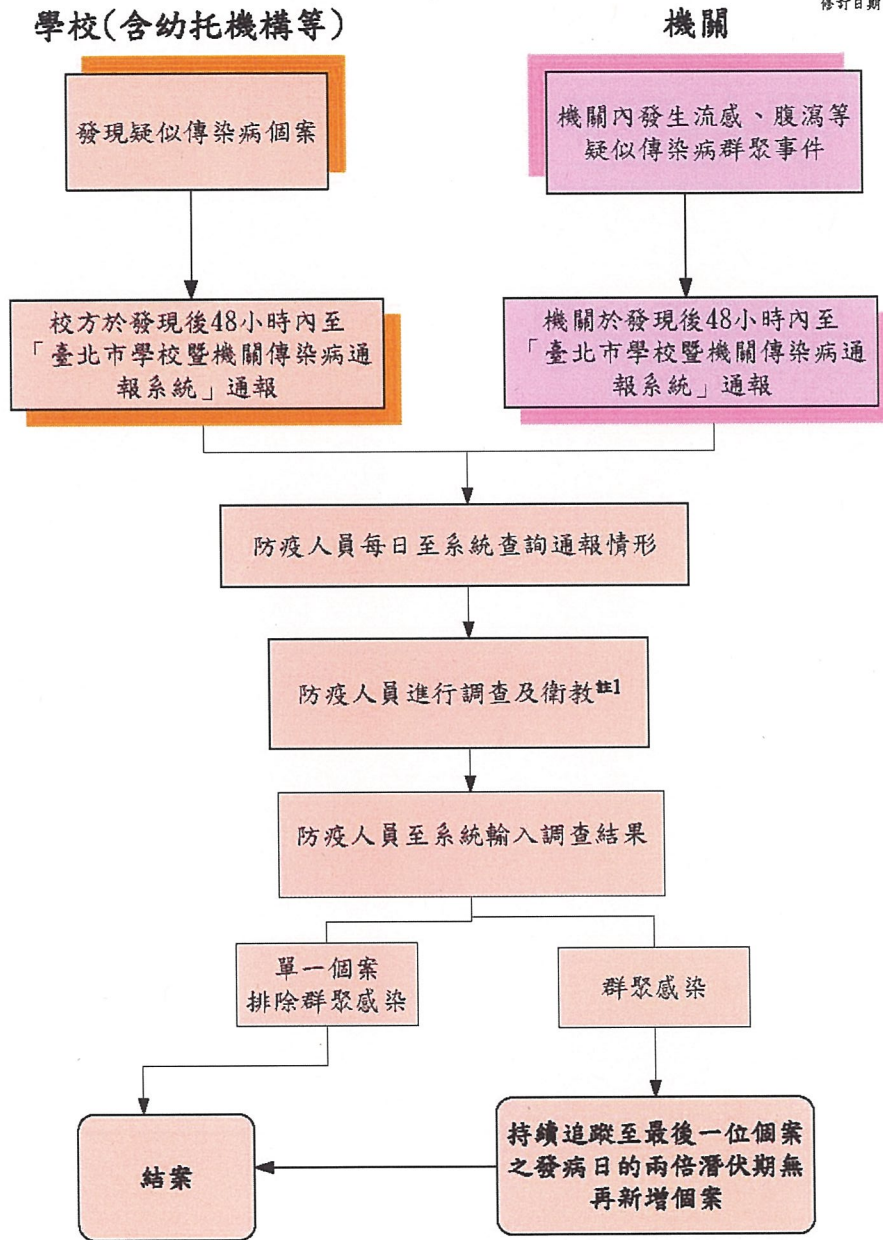 修訂日期
學校(含幼托機構等)
機關
發現疑似傳染病個案
機關內發生流感、腹瀉等
疑似傳染病群聚事件
校方於發現後48小時內至
「臺北市學校暨機關傳染病通
報系統」通報
機關於發現後48小時內至
「臺北市學校暨機關傳染病通
報系統」通報
防疫人員每日至系統查詢通報情形
防疫人員進行調查及衛教註1
防疫人員至系統輸入調查結果
單一個案
排除群聚感染
群聚感染
結案
持續追蹤至最後一位個案
之發病日的兩倍潛伏期無
再新增個案